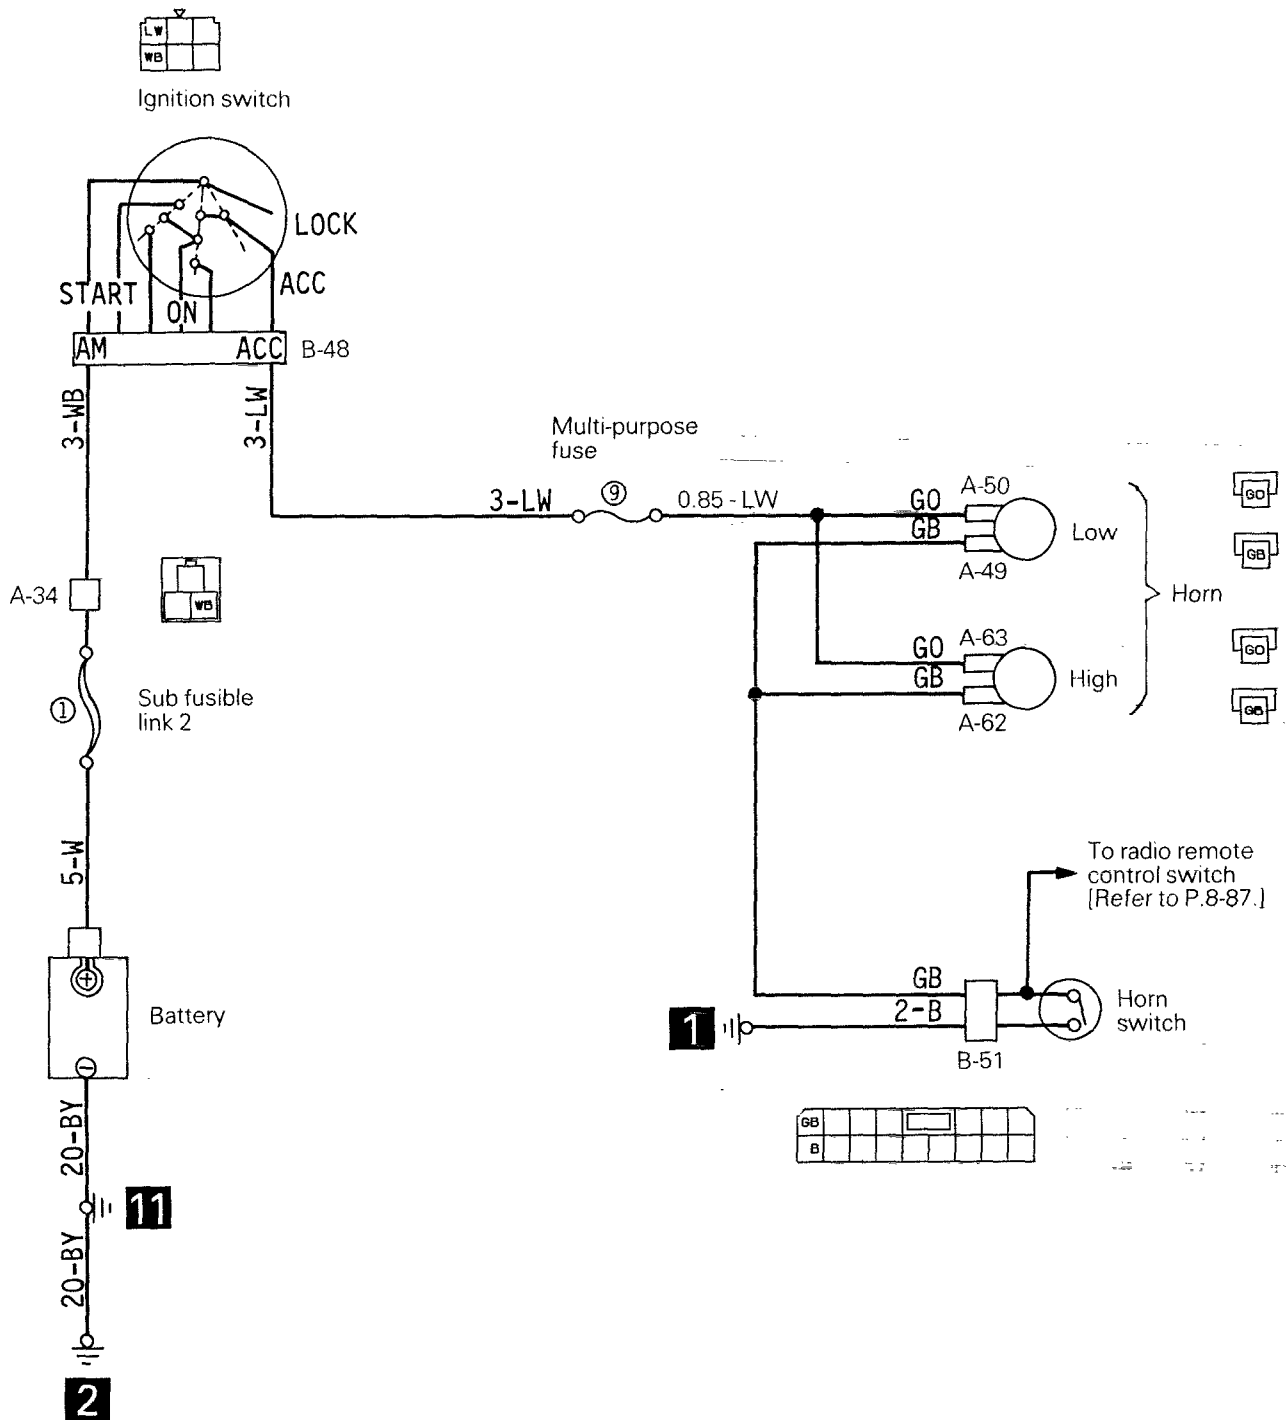 LW
WB
Ignition switch
LOCK
ACC
START
ON
AM
ACC
B-48
3-WB
3-LW
Multi-purpose
fuse
3-LW
9
0.85 - LW
GO
A-50
GB
A-49
Low
GO
A-63
GB
A-62
High
Horn
GO
GB
GO
GB
A-34
WB
1
Sub fusible
link 2
5-W
+
Battery
−
To radio remote
control switch
[Refer to P.8-87.]
GB
2-B
1
B-51
Horn
switch
GB
B
20-BY
11
20-BY
2